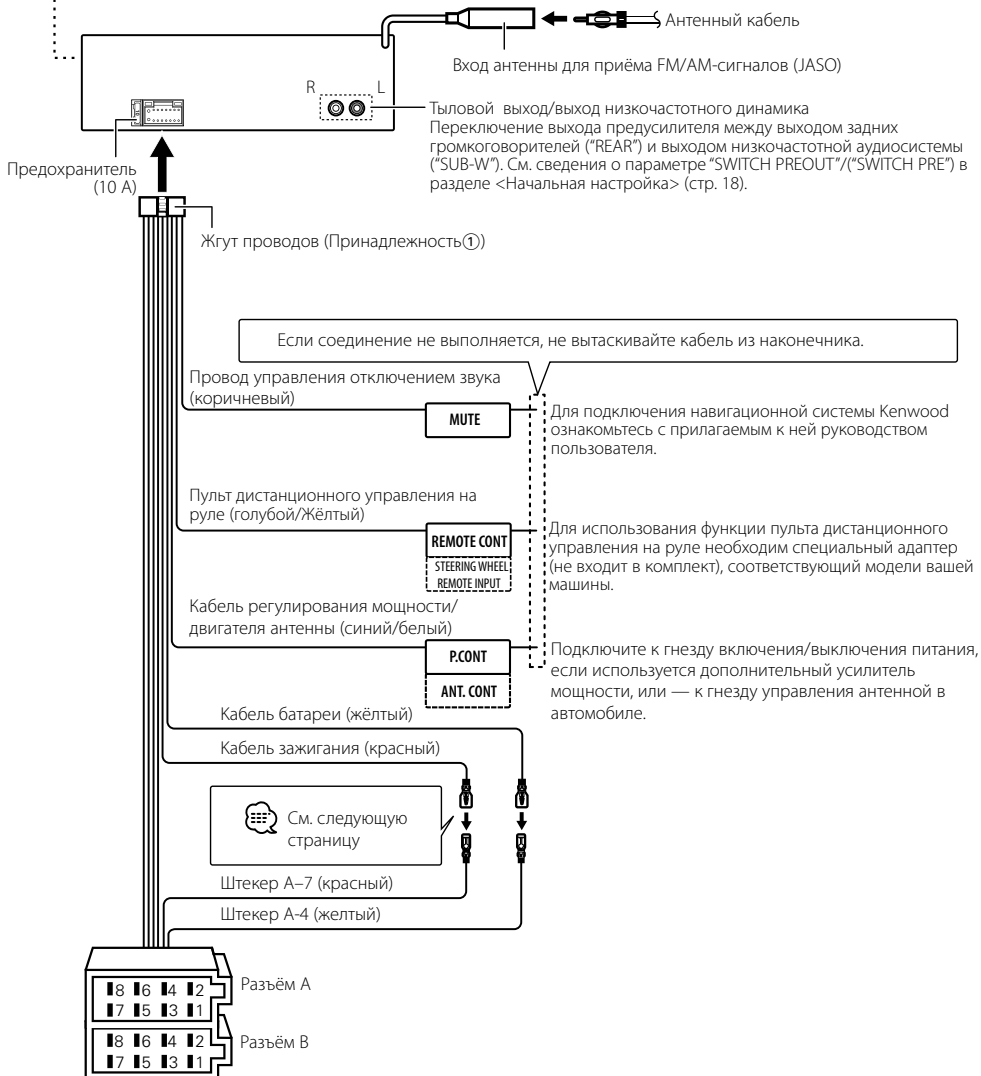 Антенный кабель
Вход антенны для приёма FM/AM-сигналов (JASO)
R L
Тыловой выход/выход низкочастотного динамика
Переключение выхода предусилителя между выходом задних
громкоговорителей (“REAR”) и выходом низкочастотной аудиосистемы
(“SUB-W”). См. сведения о параметре “SWITCH PREOUT”/(“SWITCH PRE”) в
разделе <Начальная настройка> (стр. 18).
Предохранитель
(10 A)
Жгут проводов (Принадлежность①)
Если соединение не выполняется, не вытаскивайте кабель из наконечника.
Провод управления отключением звука
(коричневый)
MUTE
Для подключения навигационной системы Kenwood
ознакомьтесь с прилагаемым к ней руководством
пользователя.
Пульт дистанционного управления на
руле (голубой/Жёлтый)
REMOTE CONT
STEERING WHEEL
REMOTE INPUT
Для использования функции пульта дистанционного
управления на руле необходим специальный адаптер
(не входит в комплект), соответствующий модели вашей
машины.
Кабель регулирования мощности/
двигателя антенны (синий/белый)
P.CONT
ANT. CONT
Подключите к гнезду включения/выключения питания,
если используется дополнительный усилитель
мощности, или — к гнезду управления антенной в
автомобиле.
Кабель батареи (жёлтый)
Кабель зажигания (красный)
См. следующую
страницу
Штекер A–7 (красный)
Штекер A-4 (желтый)
Разъём A
8 6 4 2
7 5 3 1
Разъём B
8 6 4 2
7 5 3 1